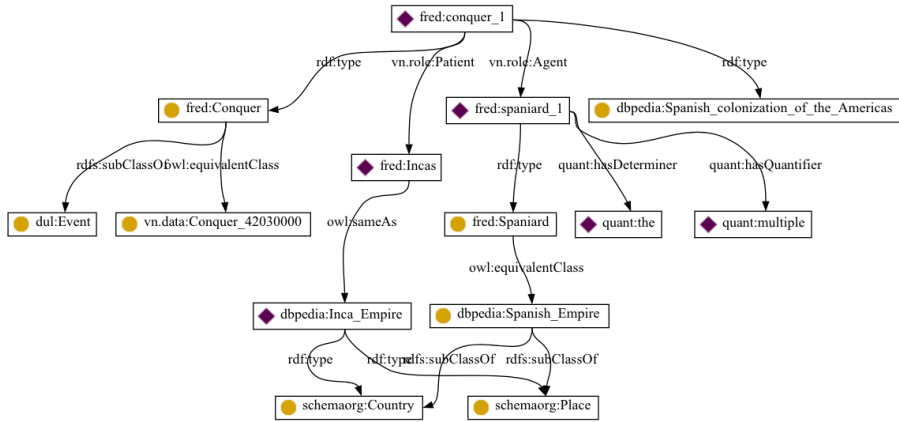 fred:conquer_1
rdf:type
vn.role:Patient
vn.role:Agent
rdf:type
fred:Conquer
fred:spaniard_1
dbpedia:Spanish_colonization_of_the_Americas
rdfs:subClassOf
owl:equivalentClass
fred:Incas
rdf:type
quant:hasDeterminer
quant:hasQuantifier
dul:Event
vn.data:Conquer_42030000
owl:sameAs
fred:Spaniard
quant:the
quant:multiple
owl:equivalentClass
dbpedia:Inca_Empire
dbpedia:Spanish_Empire
rdf:type
rdf:type
rdfs:subClassOf
rdfs:subClassOf
schemaorg:Country
schemaorg:Place